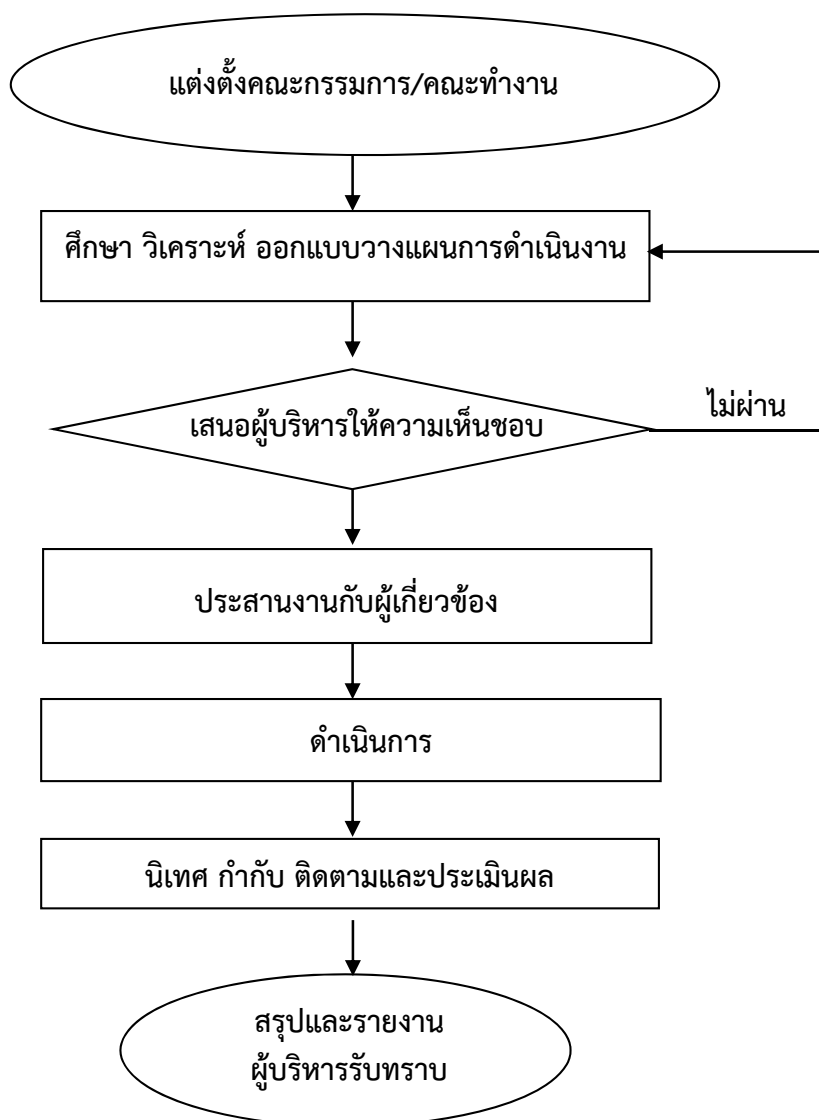 แต่งตั้งคณะกรรมการ/คณะทำงาน
ศึกษา วิเคราะห์ ออกแบบวางแผนการดำเนินงาน
เสนอผู้บริหารให้ความเห็นชอบ
ไม่ผ่าน
ประสานงานกับผู้เกี่ยวข้อง
ดำเนินการ
นิเทศ กำกับ ติดตามและประเมินผล
สรุปและรายงาน
ผู้บริหารรับทราบ